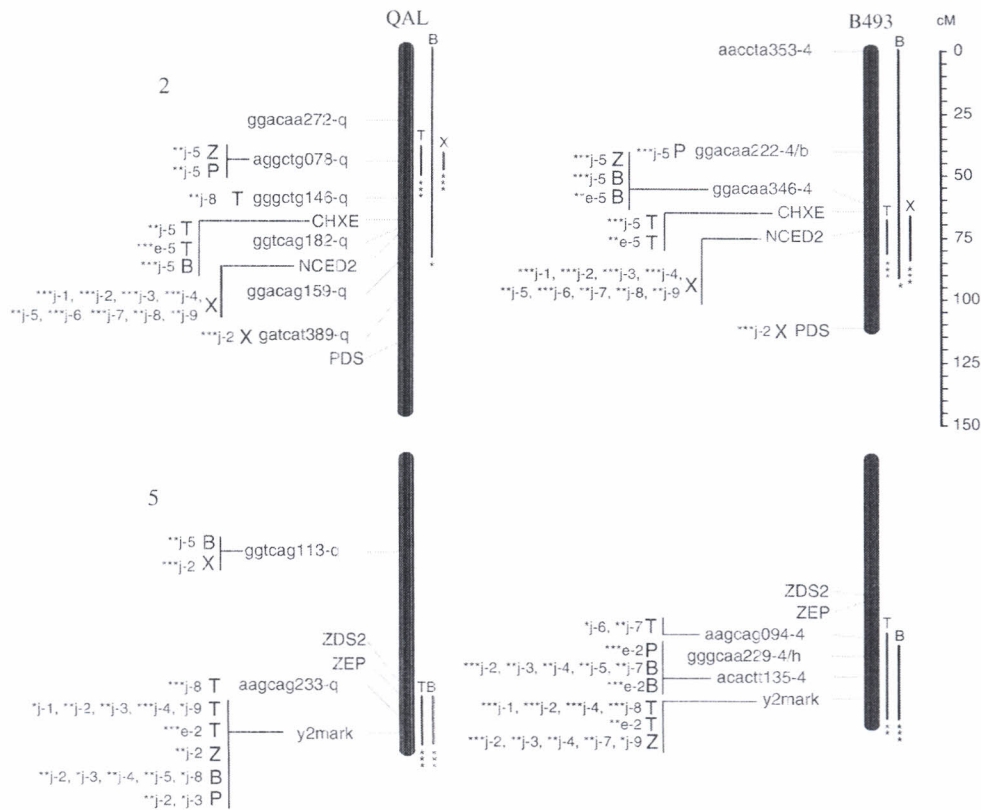 QAL B493 cM
B
aaccta353-4
B
0
2
25
ggacaa272-q
T
X
**j-5 Z
**j-5 P
aggctg078-q
***j-5 P ggacaa222-4/b
***j-5 Z
***j-5 B
**e-5 B
ggacaa346-4
50
**j-8 T gggctg146-q
CHXE
**j-5 T
***e-5 T
***j-5 B
ggtcag182-q
NCED2
CHXE
***j-5 T
**e-5 T
NCED2
T
X
75
ggacag159-q
***j-1, ***j-2, ***j-3, ***j-4,
**j-5, ***j-6 ***j-7, **j-8, **j-9 X
***j-1, ***j-2, ***j-3, ***j-4,
**j-5, ***j-6, **j-7, **j-8, **j-9 X
100
***j-2 X gatcat389-q
PDS
***j-2 X PDS
125
150
5
**j-5 B
***j-2 X
ggtcag113-q
ZDS2
ZEP
ZDS2
ZEP
*j-6, **j-7 T
aagcag094-4
T
B
***e-2 P
***j-2, **j-3, **j-4, **j-5, **j-7 B
***e-2 B
gggcaa229-4/h
acactt135-4
***j-8 T aagcag233-q
T B
*j-1, **j-2, **j-3, ***j-4, *j-9 T
***e-2 T
**j-2 Z
**j-2, *j-3, **j-4, **j-5, *j-8 B
**j-2, *j-3 P
y2mark
***j-1, ***j-2, ***j-4, ***j-8 T
**e-2 T
***j-2, **j-3, **j-4, **j-7, *j-9 Z
y2mark